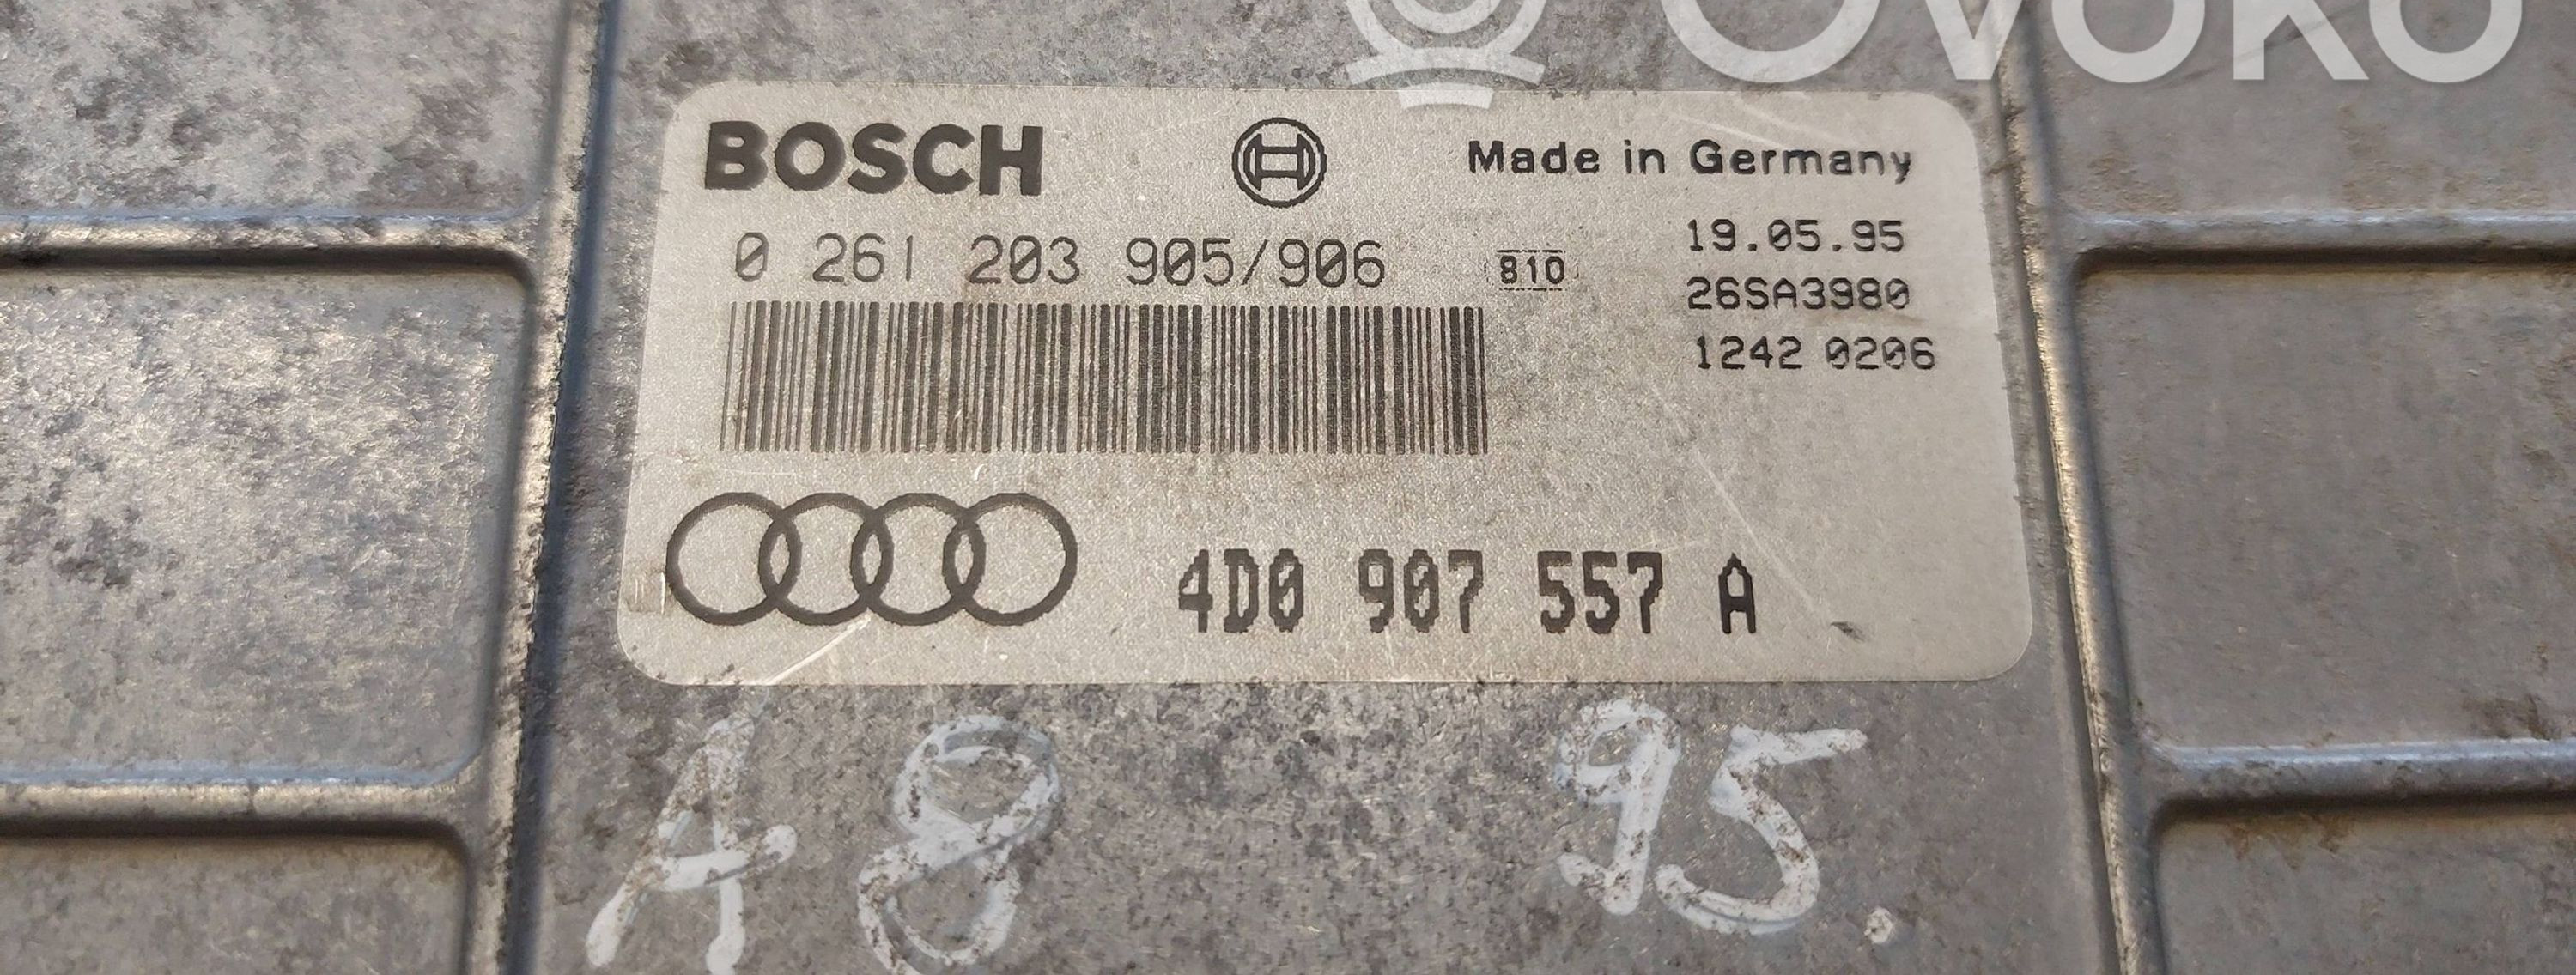 OVOKO
BOSCH
Made in Germany
0 261 203 905/906
810
19.05.95
26SA3980
1242 0206
4D0 907 557 A
A8 95.